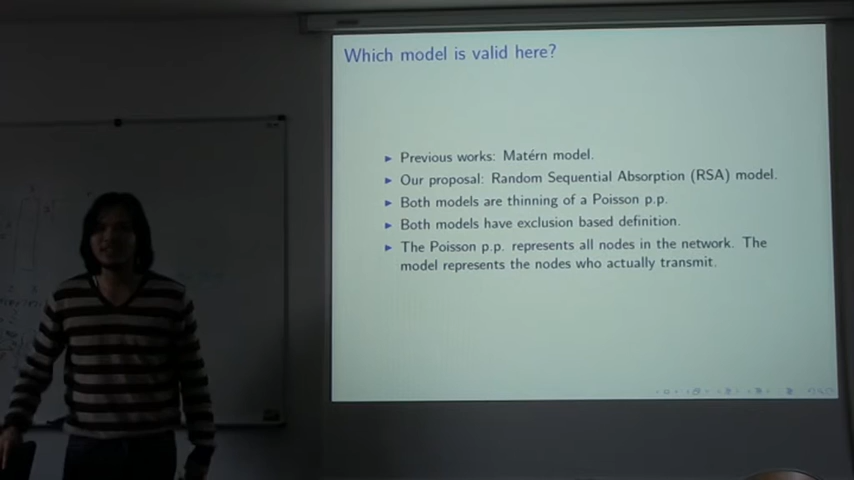 Which model is valid here?
Previous works: Matérn model.
Our proposal: Random Sequential Absorption (RSA) model.
Both models are thinning of a Poisson p.p.
Both models have exclusion based definition.
The Poisson p.p. represents all nodes in the network. The
model represents the nodes who actually transmit.